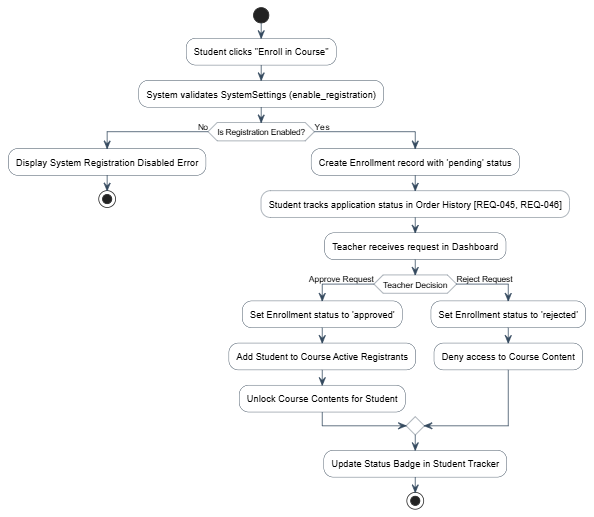 Student clicks "Enroll in Course"
System validates SystemSettings (enable_registration)
Is Registration Enabled?
No
Yes
Display System Registration Disabled Error
Create Enrollment record with 'pending' status
Student tracks application status in Order History [REQ-045, REQ-046]
Teacher receives request in Dashboard
Teacher Decision
Approve Request
Reject Request
Set Enrollment status to 'approved'
Set Enrollment status to 'rejected'
Add Student to Course Active Registrants
Deny access to Course Content
Unlock Course Contents for Student
Update Status Badge in Student Tracker